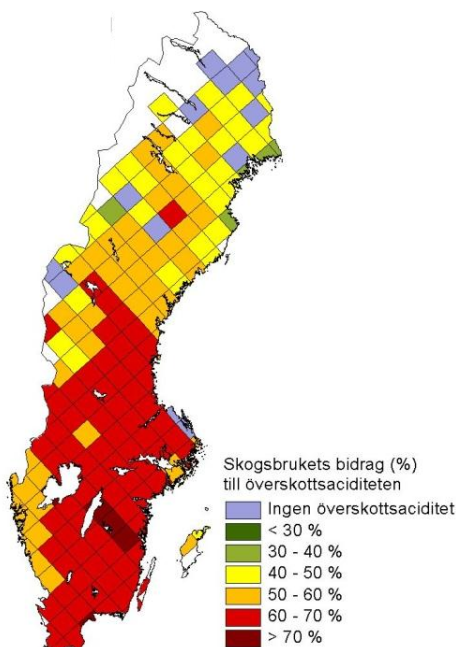 Skogsbrukets bidrag (%)
till överskottsaciditeten
Ingen överskottsaciditet
< 30 %
30 - 40 %
40 - 50 %
50 - 60 %
60 - 70 %
> 70 %